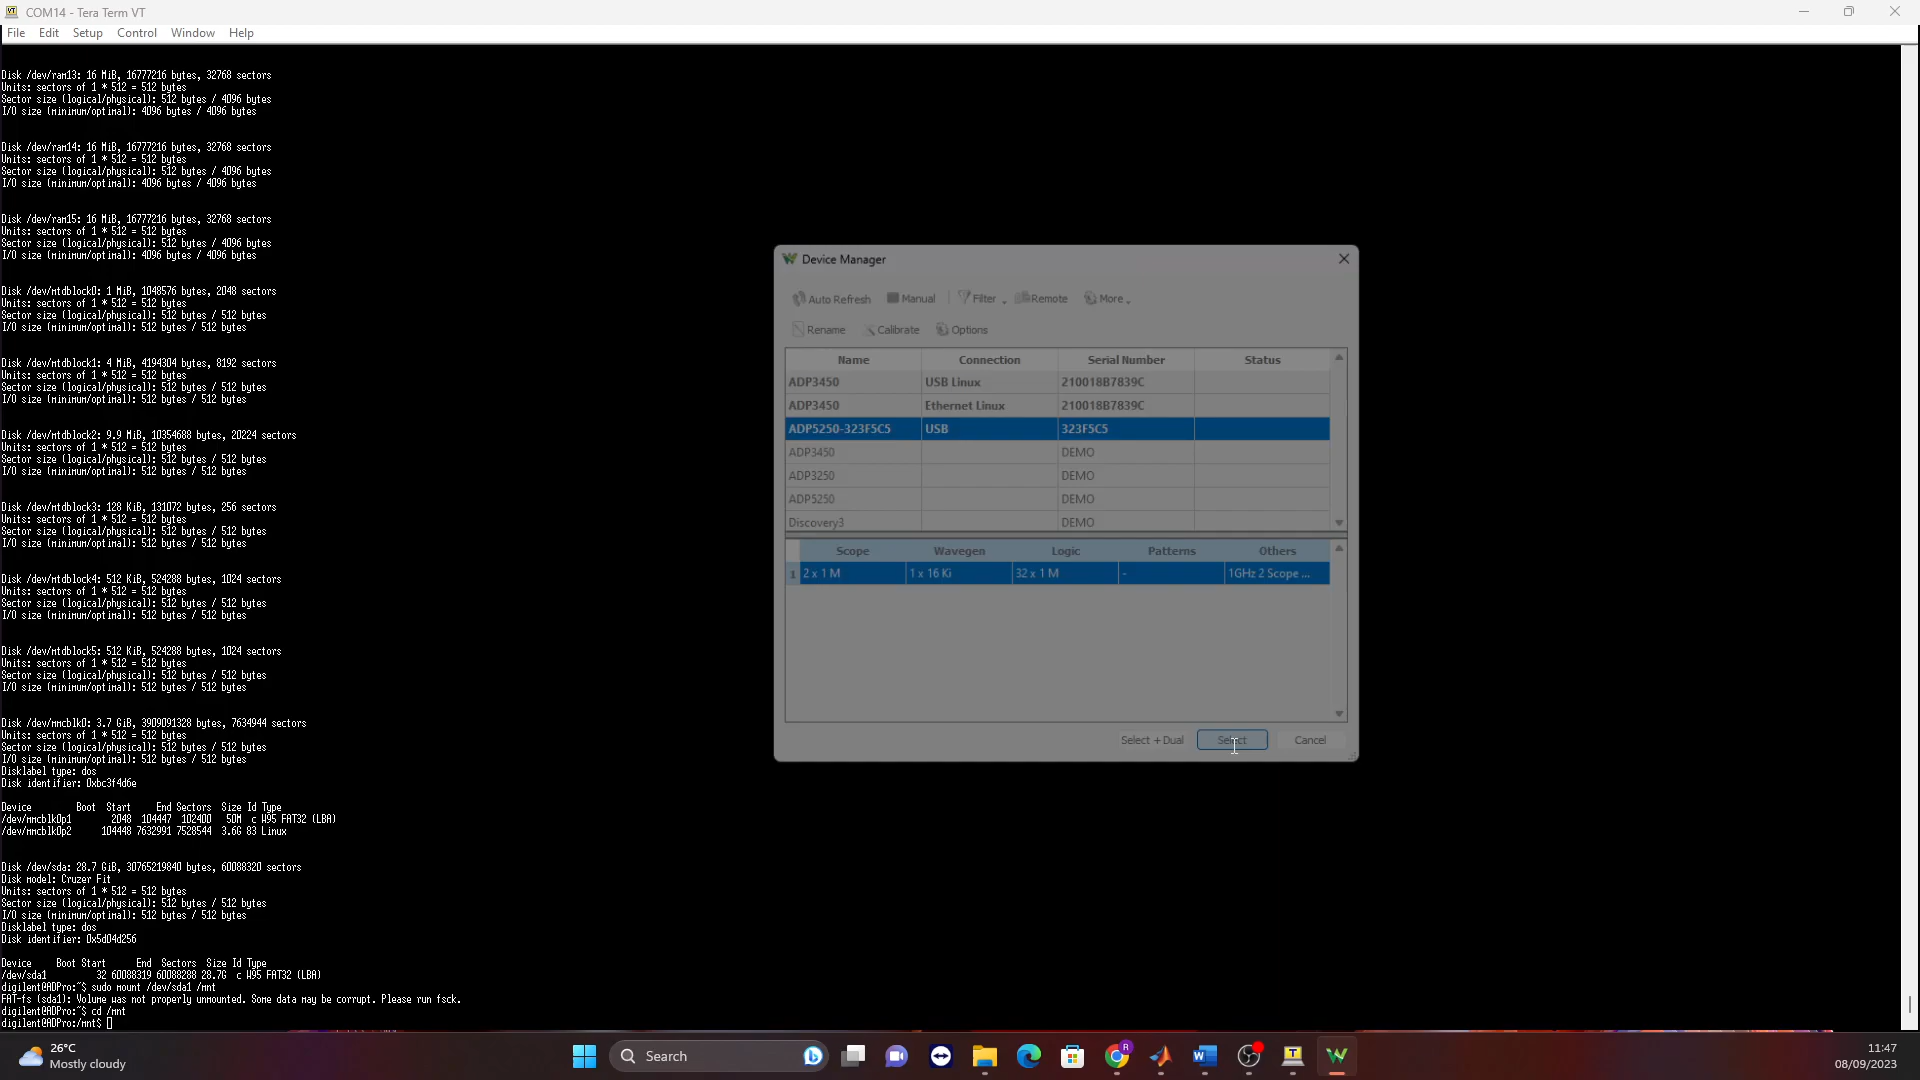 COM14 - Tera Term VT
File Edit Setup Control Window Help
Disk /dev/ram13: 16 MiB, 16777216 bytes, 32768 sectors
Units: sectors of 1 * 512 = 512 bytes
Sector size (logical/physical): 512 bytes / 4096 bytes
I/O size (minimum/optimal): 4096 bytes / 4096 bytes
Disk /dev/ram14: 16 MiB, 16777216 bytes, 32768 sectors
Units: sectors of 1 * 512 = 512 bytes
Sector size (logical/physical): 512 bytes / 4096 bytes
I/O size (minimum/optimal): 4096 bytes / 4096 bytes
Disk /dev/ram15: 16 MiB, 16777216 bytes, 32768 sectors
Units: sectors of 1 * 512 = 512 bytes
Sector size (logical/physical): 512 bytes / 4096 bytes
I/O size (minimum/optimal): 4096 bytes / 4096 bytes
Disk /dev/mtdblock0: 1 MiB, 1048576 bytes, 2048 sectors
Units: sectors of 1 * 512 = 512 bytes
Sector size (logical/physical): 512 bytes / 512 bytes
I/O size (minimum/optimal): 512 bytes / 512 bytes
Disk /dev/mtdblock1: 4 MiB, 4194304 bytes, 8192 sectors
Units: sectors of 1 * 512 = 512 bytes
Sector size (logical/physical): 512 bytes / 512 bytes
I/O size (minimum/optimal): 512 bytes / 512 bytes
Disk /dev/mtdblock2: 9.9 MiB, 10354688 bytes, 20224 sectors
Units: sectors of 1 * 512 = 512 bytes
Sector size (logical/physical): 512 bytes / 512 bytes
I/O size (minimum/optimal): 512 bytes / 512 bytes
Disk /dev/mtdblock3: 128 KiB, 131072 bytes, 256 sectors
Units: sectors of 1 * 512 = 512 bytes
Sector size (logical/physical): 512 bytes / 512 bytes
I/O size (minimum/optimal): 512 bytes / 512 bytes
Disk /dev/mtdblock4: 512 KiB, 524288 bytes, 1024 sectors
Units: sectors of 1 * 512 = 512 bytes
Sector size (logical/physical): 512 bytes / 512 bytes
I/O size (minimum/optimal): 512 bytes / 512 bytes
Disk /dev/mtdblock5: 512 KiB, 524288 bytes, 1024 sectors
Units: sectors of 1 * 512 = 512 bytes
Sector size (logical/physical): 512 bytes / 512 bytes
I/O size (minimum/optimal): 512 bytes / 512 bytes
Disk /dev/mmcblk0: 3.7 GiB, 3909091328 bytes, 7634944 sectors
Units: sectors of 1 * 512 = 512 bytes
Sector size (logical/physical): 512 bytes / 512 bytes
I/O size (minimum/optimal): 512 bytes / 512 bytes
Disklabel type: dos
Disk identifier: 0xbc3f4d6e
Device Boot Start End Sectors Size Id Type
/dev/mmcblk0p1 2048 104447 102400 50M c W95 FAT32 (LBA)
/dev/mmcblk0p2 104448 7632991 7528544 3.6G 83 Linux
Disk /dev/sda: 28.7 GiB, 30765219840 bytes, 60088320 sectors
Disk model: Cruzer Fit
Units: sectors of 1 * 512 = 512 bytes
Sector size (logical/physical): 512 bytes / 512 bytes
I/O size (minimum/optimal): 512 bytes / 512 bytes
Disklabel type: dos
Disk identifier: 0x5d04d256
Device Boot Start End Sectors Size Id Type
/dev/sda1 32 60088319 60088288 28.7G c W95 FAT32 (LBA)
digilent@ADPro:~$ sudo mount /dev/sda1 /mnt
FAT-fs (sda1): Volume was not properly unmounted. Some data may be corrupt. Please run fsck.
digilent@ADPro:~$ cd /mnt
digilent@ADPro:/mnt$
Device Manager
Auto Refresh Manual Filter Remote More
Rename Calibrate Options
Name Connection Serial Number Status
ADP3450 USB Linux 210018B7839C
ADP3450 Ethernet Linux 210018B7839C
ADP5250-323F5C5 USB 323F5C5
ADP3450 DEMO
ADP3250 DEMO
ADP5250 DEMO
Discovery3 DEMO
Scope Wavegen Logic Patterns Others
1 2 x 1 M 1 x 16 Ki 32 x 1 M - 1GHz 2 Scope ...
Select + Dual Select Cancel
26°C
Mostly cloudy
Search
11:47
08/09/2023